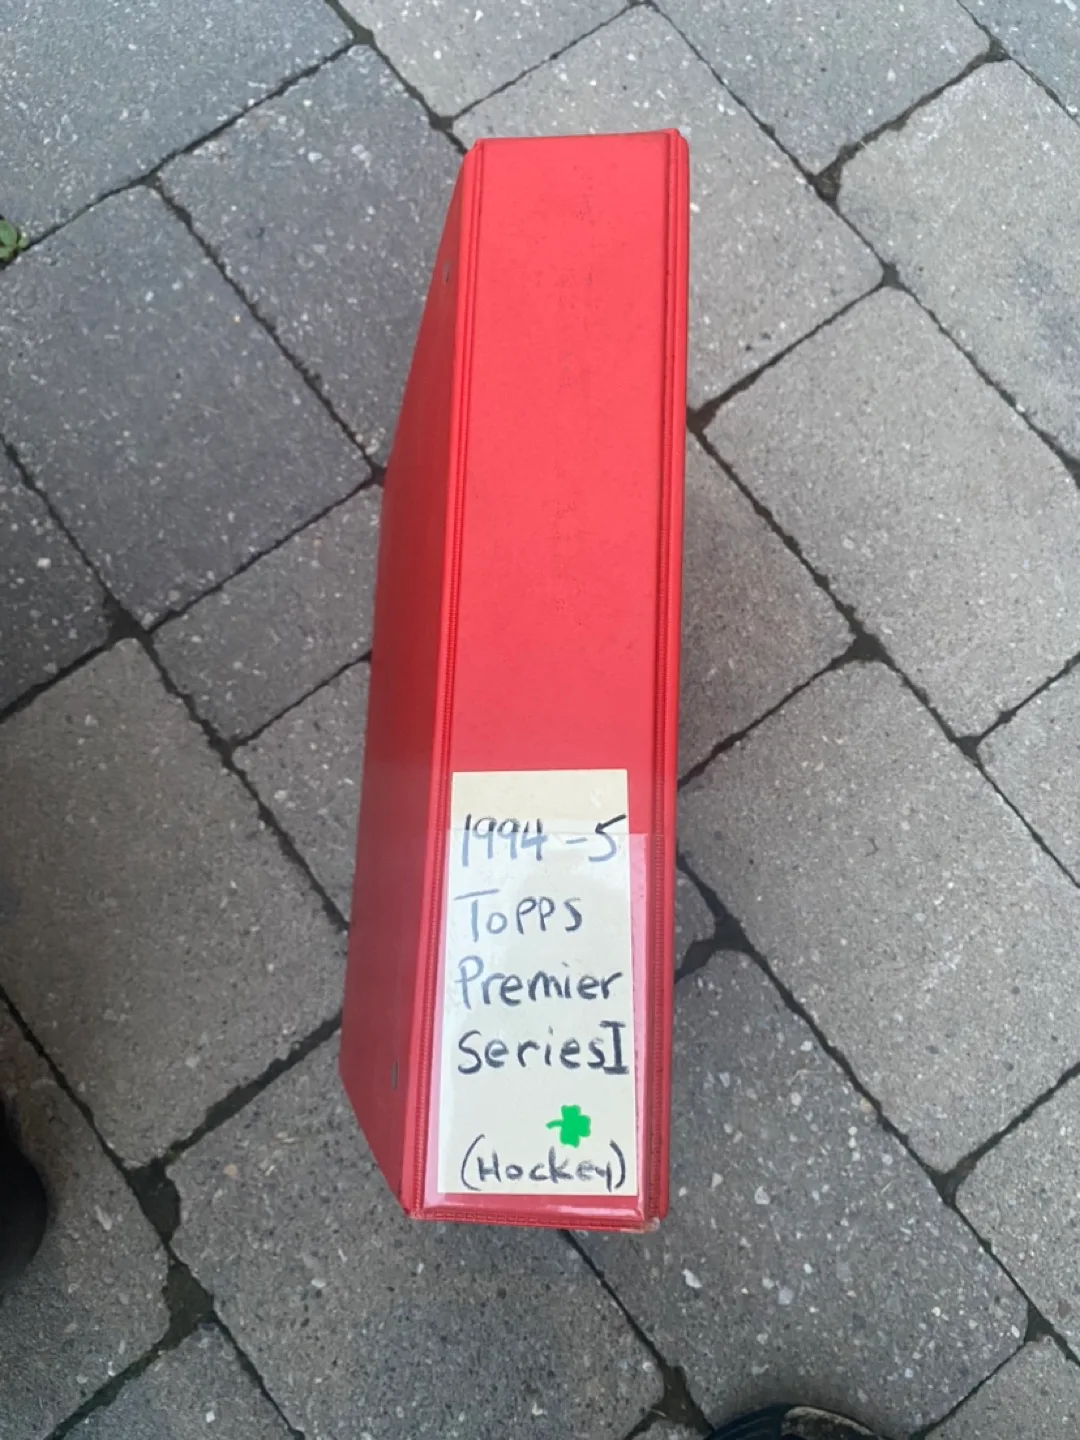 1994-5
Topps
Premier
Series I
(Hockey)